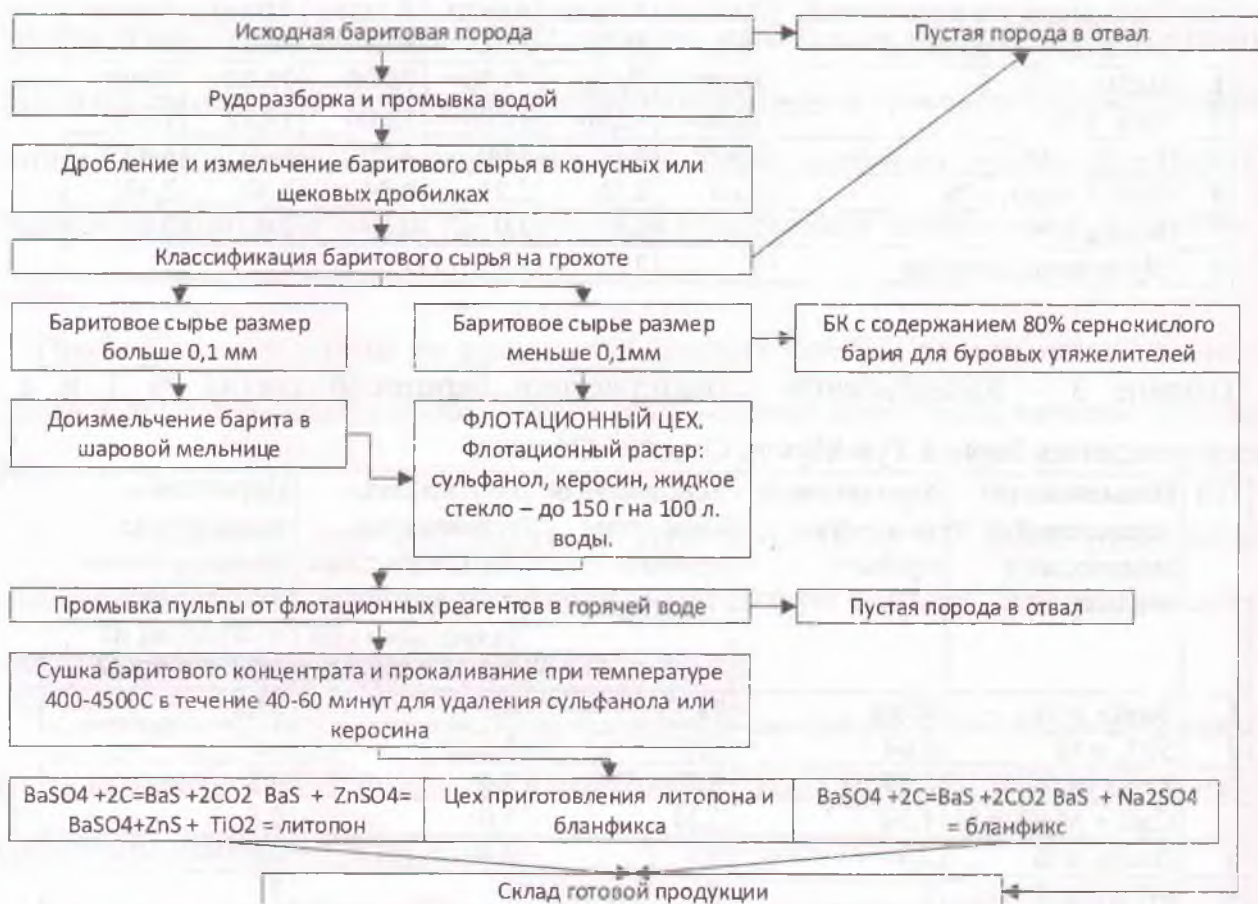 Исходная баритовая порода
Пустая порода в отвал
Рудоразборка и промывка водой
Дробление и измельчение баритового сырья в конусных или
щековых дробилках
Классификация баритового сырья на грохоте
Баритовое сырье размер
больше 0,1 мм
Баритовое сырье размер
меньше 0,1мм
БК с содержанием 80% сернокислого
бария для буровых утяжелителей
Доизмельчение барита в
шаровой мельнице
ФЛОТАЦИОННЫЙ ЦЕХ.
Флотационный раствр:
сульфанол, керосин, жидкое
стекло – до 150 г на 100 л.
воды.
Промывка пульпы от флотационных реагентов в горячей воде
Пустая порода в отвал
Сушка баритового концентрата и прокаливание при температуре
400-4500С в течение 40-60 минут для удаления сульфанола или
керосина
BaSO4 +2C=BaS +2CO2 BaS + ZnSO4=
BaSO4+ZnS + TiO2 = литопон
Цех приготовления литопона и
бланфикса
BaSO4 +2C=BaS +2CO2 BaS + Na2SO4
= бланфикс
Склад готовой продукции